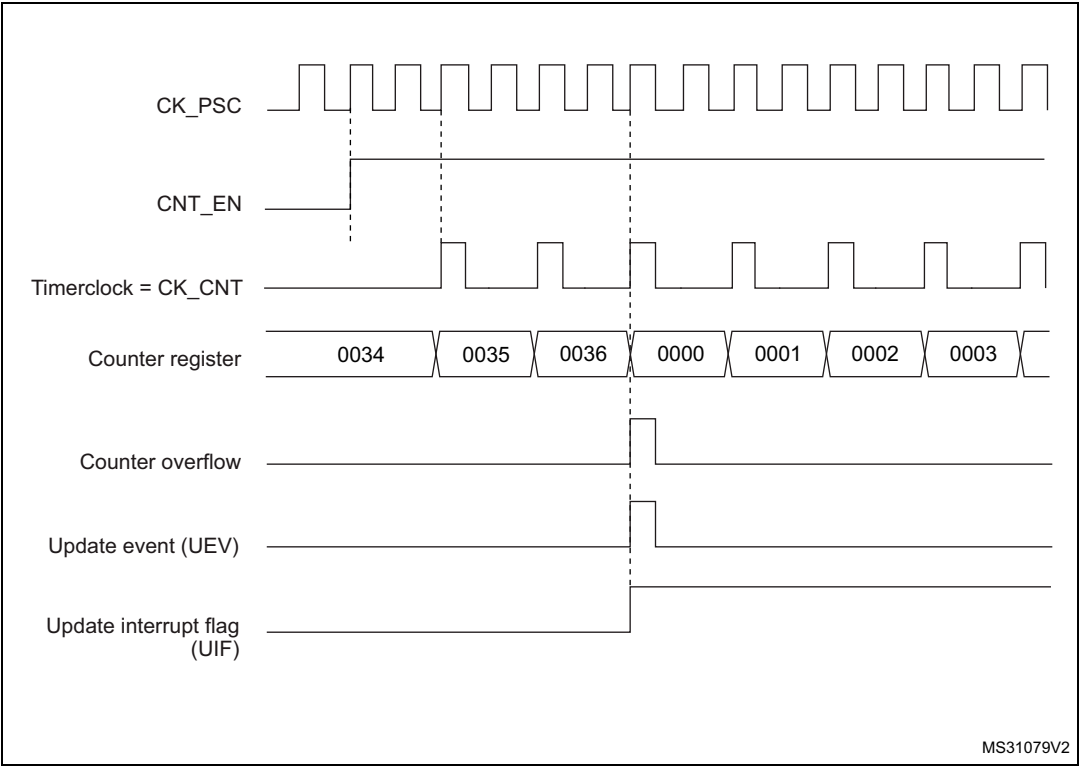 CK_PSC
CNT_EN
Timerclock = CK_CNT
Counter register
0034 0035 0036 0000 0001 0002 0003
Counter overflow
Update event (UEV)
Update interrupt flag
(UIF)
MS31079V2